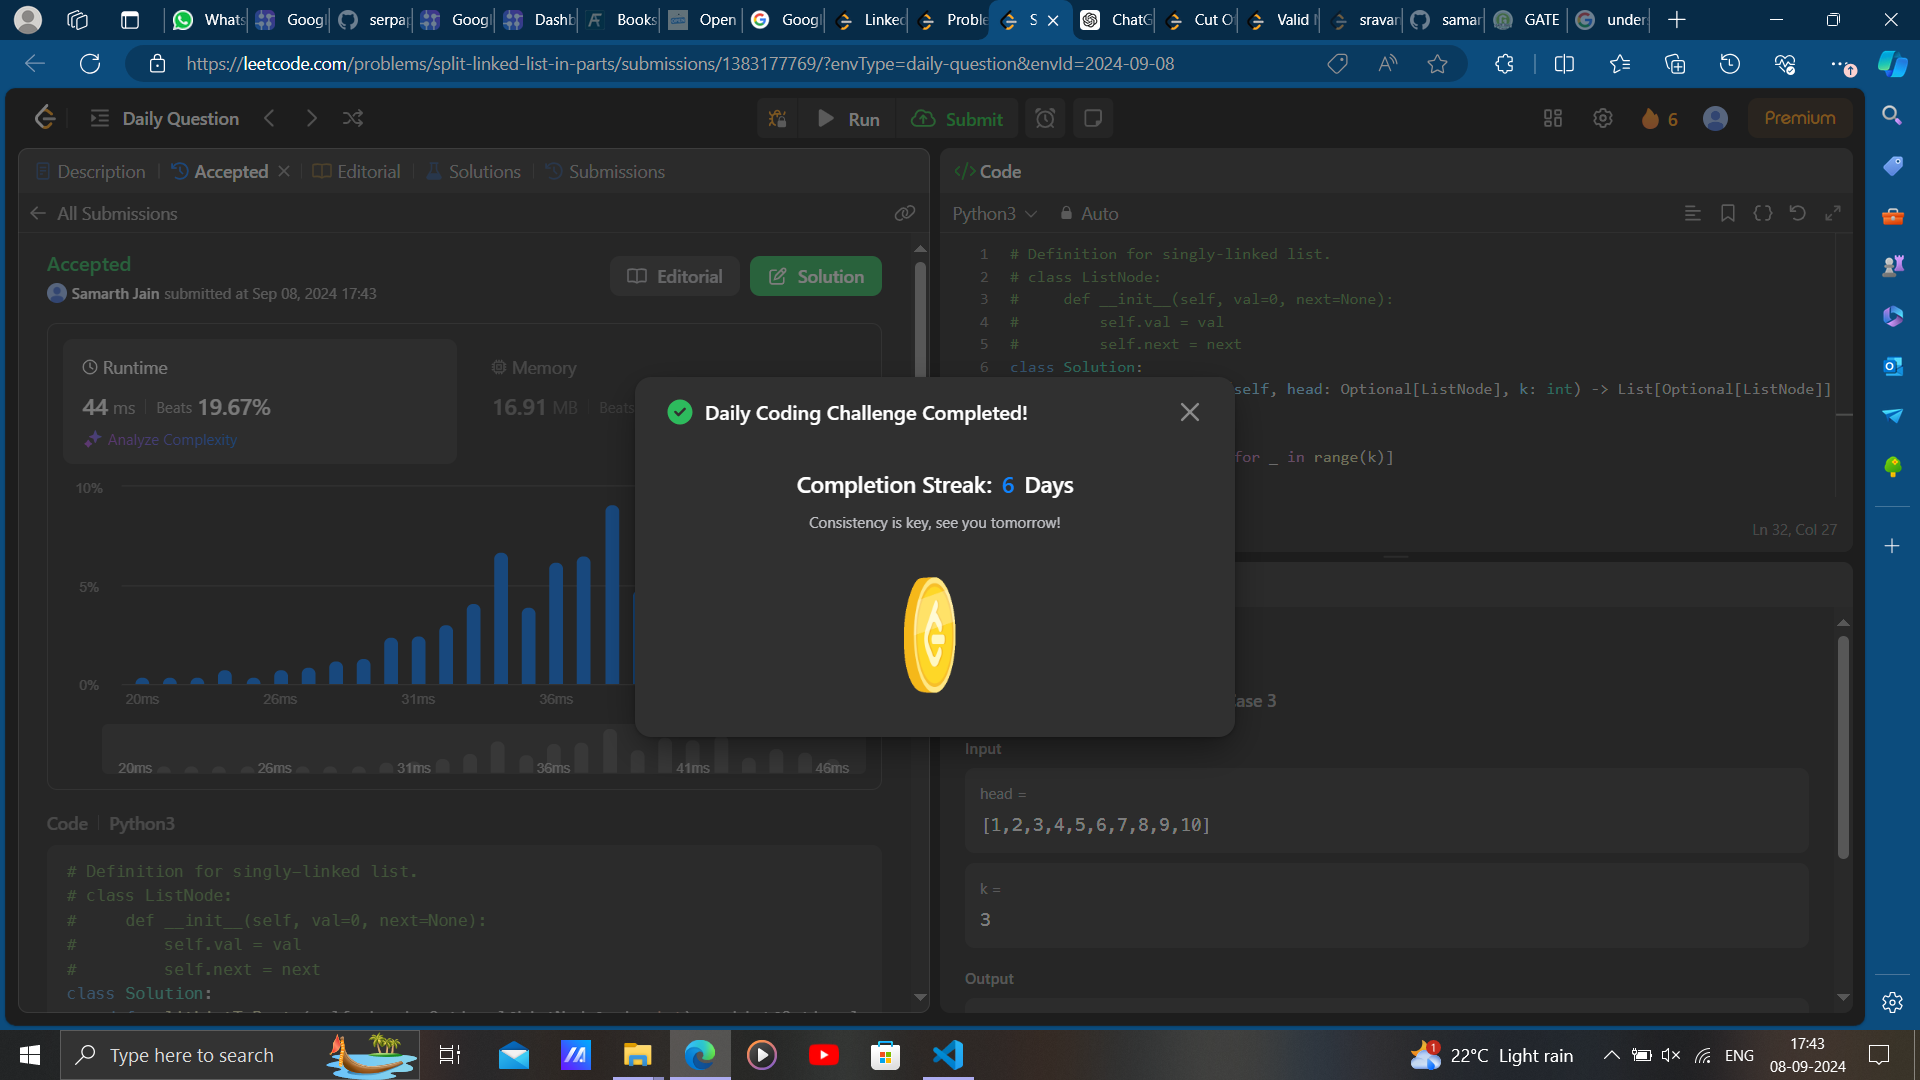 Whats
Googl
serpap
Googl
Dashb
Books
Open
Googl
Linked
Proble
S
ChatG
Cut O
Valid
sravan
samar
GATE
under
https://leetcode.com/problems/split-linked-list-in-parts/submissions/1383177769/?envType=daily-question&envId=2024-09-08
Daily Question
Run
Submit
6
Premium
Description
Accepted
Editorial
Solutions
Submissions
All Submissions
Accepted
Samarth Jain submitted at Sep 08, 2024 17:43
Editorial
Solution
Runtime
44 ms | Beats 19.67%
Analyze Complexity
Memory
16.91 MB | Beats
10%
5%
0%
20ms
26ms
31ms
36ms
20ms
26ms
31ms
36ms
41ms
46ms
Code | Python3
# Definition for singly-linked list.
# class ListNode:
#     def __init__(self, val=0, next=None):
#         self.val = val
#         self.next = next
class Solution:
Daily Coding Challenge Completed!
Completion Streak: 6 Days
Consistency is key, see you tomorrow!
</> Code
Python3
Auto
1 # Definition for singly-linked list.
2 # class ListNode:
3 #     def __init__(self, val=0, next=None):
4 #         self.val = val
5 #         self.next = next
6 class Solution:
self, head: Optional[ListNode], k: int) -> List[Optional[ListNode]]
for _ in range(k)]
Ln 32, Col 27
ase 3
Input
head =
[1,2,3,4,5,6,7,8,9,10]
k =
3
Output
Type here to search
1
22°C Light rain
ENG
17:43
08-09-2024